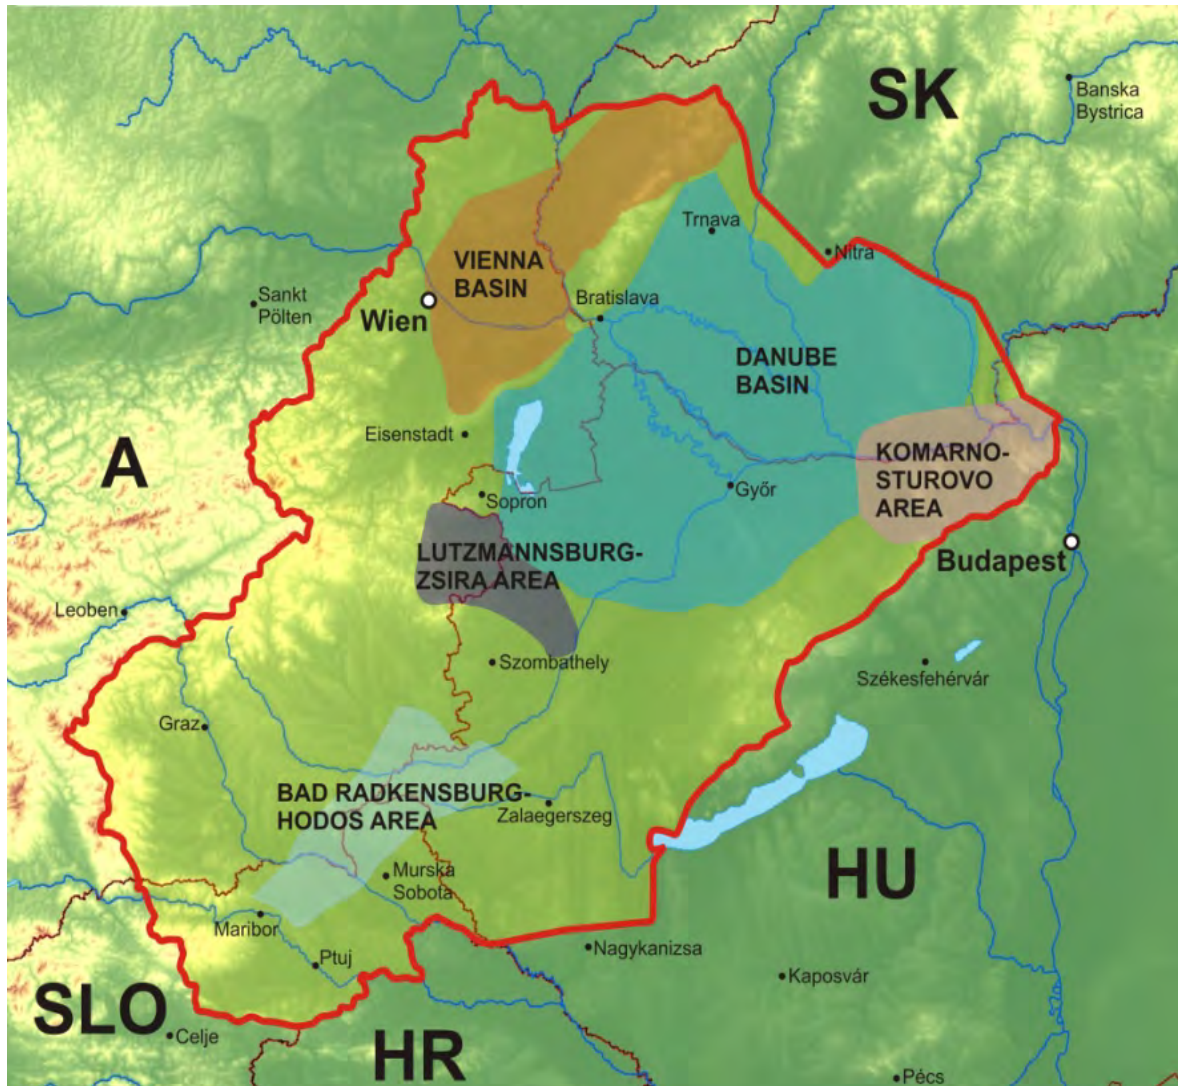 SK
Banska
Bystrica
Trnava
Nitra
VIENNA
BASIN
Sankt
Pölten
Wien
Bratislava
DANUBE
BASIN
A
Eisenstadt
KOMARNO-
STUROVO
AREA
Sopron
Győr
LUTZMANNSBURG-
ZSIRA AREA
Budapest
Leoben
Szombathely
Székesfehérvár
Graz
BAD RADKENSBURG-
HODOS AREA
Zalaegerszeg
Murska
Sobota
HU
Maribor
Ptuj
Nagykanizsa
Kaposvár
SLO
Celje
HR
Pécs